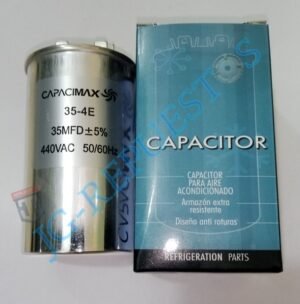 CAPACIMAX
35-4E
35MFD±5%
440VAC 50/60Hz
CAPACITOR
CAPACITOR
PARA AIRE
ACONDICIONADO
Armazón extra
resistente
Diseño anti roturas
REFRIGERATION PARTS